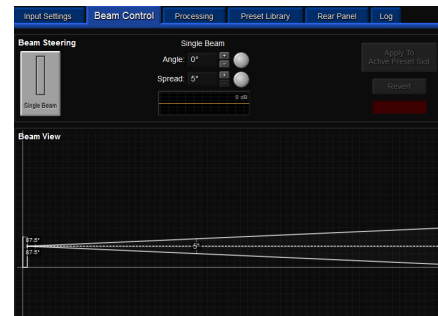 Input Settings
Beam Control
Processing
Preset Library
Rear Panel
Log
Beam Steering
Single Beam
Single Beam
Angle: 0°
Spread: 5°
0 dB
Apply To
Active Preset Slot
Revert
Beam View
87.5°
87.5°
5°